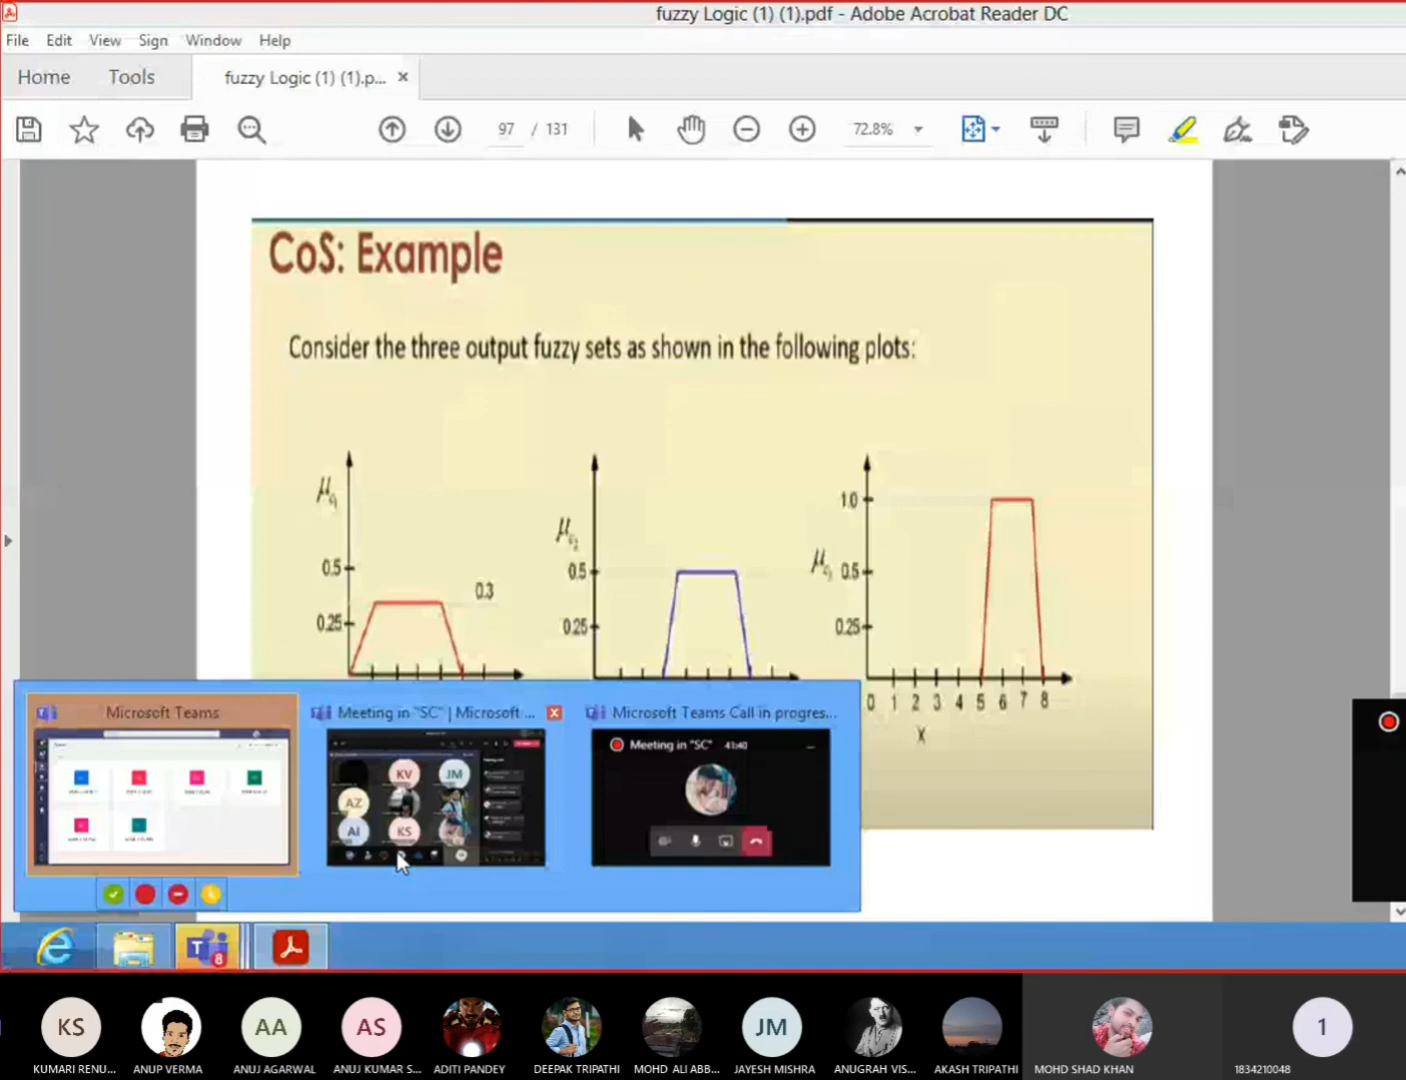 fuzzy Logic (1) (1).pdf - Adobe Acrobat Reader DC
File Edit View Sign Window Help
Home Tools fuzzy Logic (1) (1).p... ×
97 / 131 72.8%
CoS: Example
Consider the three output fuzzy sets as shown in the following plots:
0.5
0.3
0.25
0.5
0.25
1.0
0.5
0.25
0 1 2 3 4 5 6 7 8
X
Microsoft Teams
Meeting in "SC" | Microsoft ...
Microsoft Teams Call in progres...
KV JM
AZ
AI KS
Meeting in "SC" 41:40
T 8
KS AA AS JM 1
KUMARI RENU... ANUP VERMA ANUJ AGARWAL ANUJ KUMAR S... ADITI PANDEY DEEPAK TRIPATHI MOHD ALI ABB... JAYESH MISHRA ANUGRAH VIS... AKASH TRIPATHI MOHD SHAD KHAN 1834210048